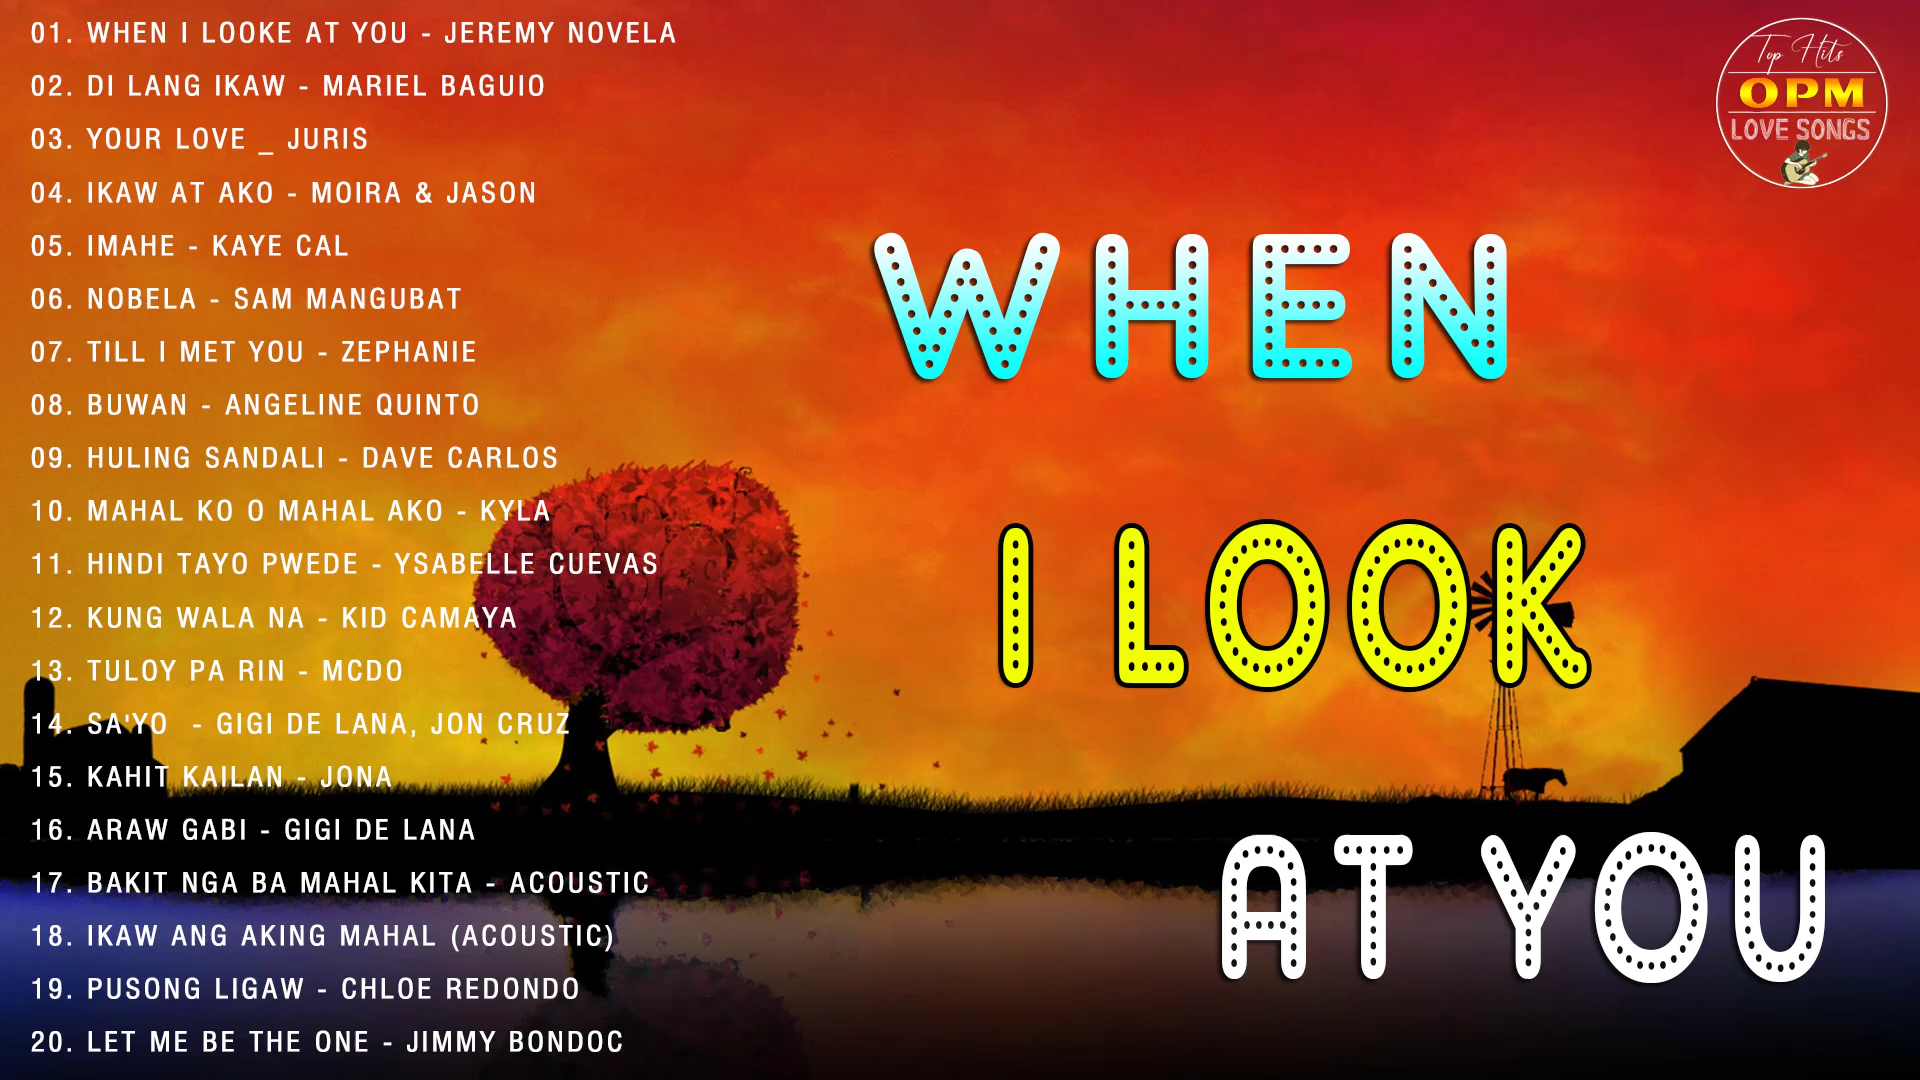 01. WHEN I LOOKE AT YOU - JEREMY NOVELA
02. DI LANG IKAW - MARIEL BAGUIO
03. YOUR LOVE _ JURIS
04. IKAW AT AKO - MOIRA & JASON
05. IMAHE - KAYE CAL
06. NOBELA - SAM MANGUBAT
07. TILL I MET YOU - ZEPHANIE
08. BUWAN - ANGELINE QUINTO
09. HULING SANDALI - DAVE CARLOS
10. MAHAL KO O MAHAL AKO - KYLA
11. HINDI TAYO PWEDE - YSABELLE CUEVAS
12. KUNG WALA NA - KID CAMAYA
13. TULOY PA RIN - MCDO
14. SA'YO - GIGI DE LANA, JON CRUZ
15. KAHIT KAILAN - JONA
16. ARAW GABI - GIGI DE LANA
17. BAKIT NGA BA MAHAL KITA - ACOUSTIC
18. IKAW ANG AKING MAHAL (ACOUSTIC)
19. PUSONG LIGAW - CHLOE REDONDO
20. LET ME BE THE ONE - JIMMY BONDOC
Top Hits
OPM
LOVE SONGS
WHEN
I LOOK
AT YOU